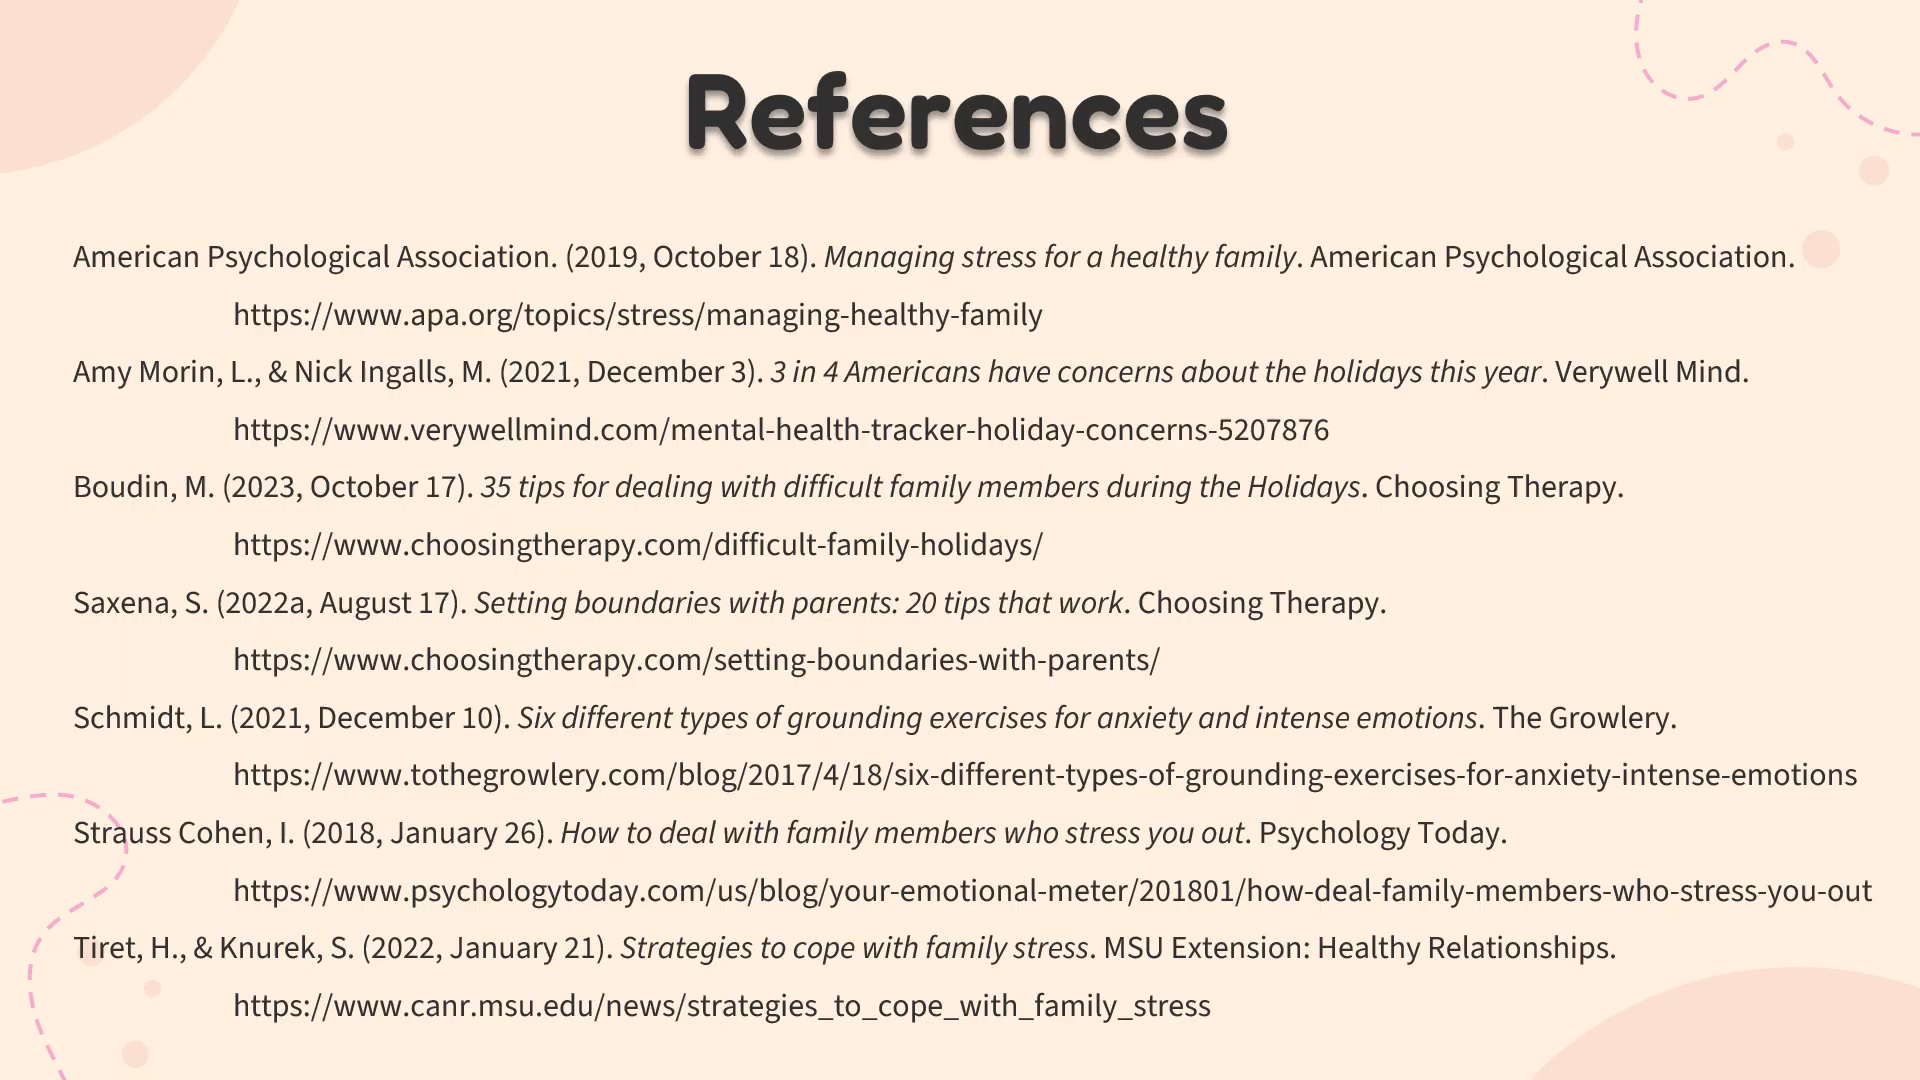 References
American Psychological Association. (2019, October 18). Managing stress for a healthy family. American Psychological Association.
https://www.apa.org/topics/stress/managing-healthy-family
Amy Morin, L., & Nick Ingalls, M. (2021, December 3). 3 in 4 Americans have concerns about the holidays this year. Verywell Mind.
https://www.verywellmind.com/mental-health-tracker-holiday-concerns-5207876
Boudin, M. (2023, October 17). 35 tips for dealing with difficult family members during the Holidays. Choosing Therapy.
https://www.choosingtherapy.com/difficult-family-holidays/
Saxena, S. (2022a, August 17). Setting boundaries with parents: 20 tips that work. Choosing Therapy.
https://www.choosingtherapy.com/setting-boundaries-with-parents/
Schmidt, L. (2021, December 10). Six different types of grounding exercises for anxiety and intense emotions. The Growlery.
https://www.tothegrowlery.com/blog/2017/4/18/six-different-types-of-grounding-exercises-for-anxiety-intense-emotions
Strauss Cohen, I. (2018, January 26). How to deal with family members who stress you out. Psychology Today.
https://www.psychologytoday.com/us/blog/your-emotional-meter/201801/how-deal-family-members-who-stress-you-out
Tiret, H., & Knurek, S. (2022, January 21). Strategies to cope with family stress. MSU Extension: Healthy Relationships.
https://www.canr.msu.edu/news/strategies_to_cope_with_family_stress